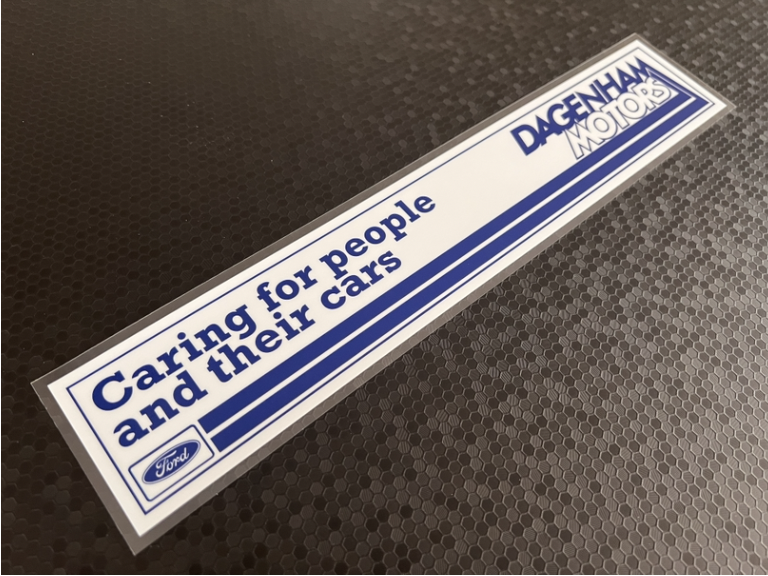 DAGENHAM
MOTORS
Caring for people
and their cars
Ford